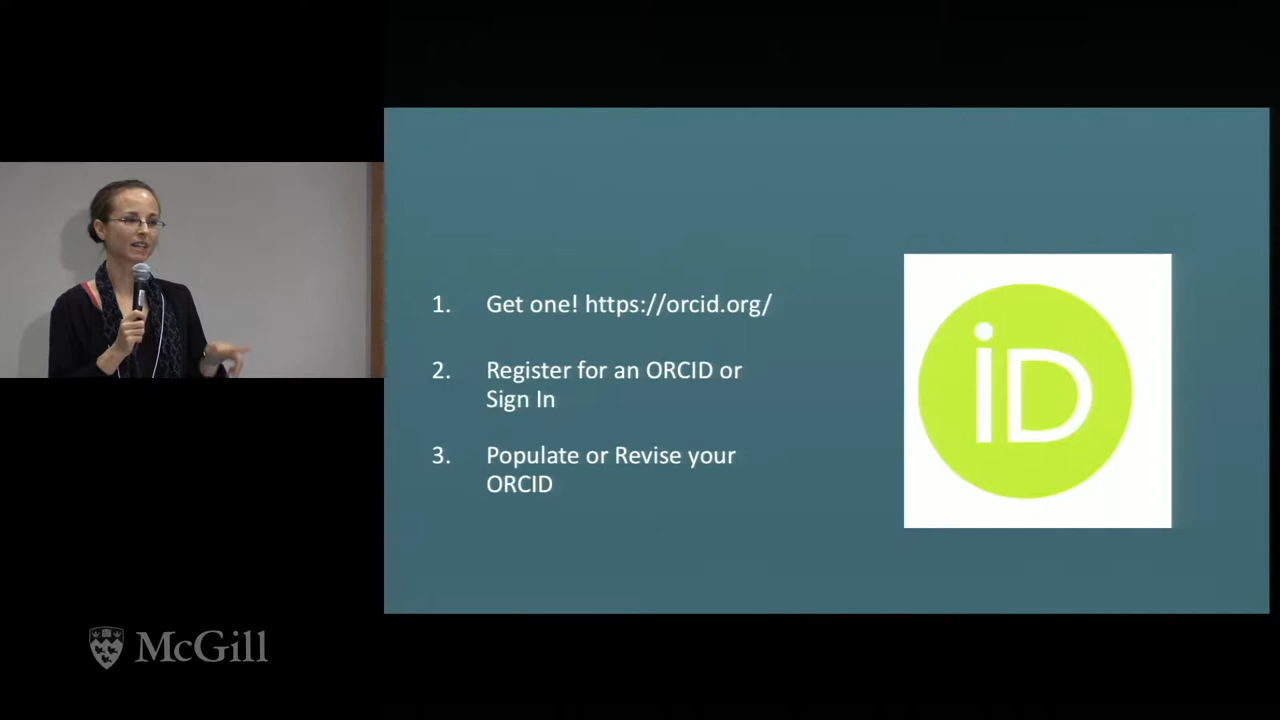 1. Get one! https://orcid.org/
2. Register for an ORCID or
Sign In
3. Populate or Revise your
ORCID
iD
McGill